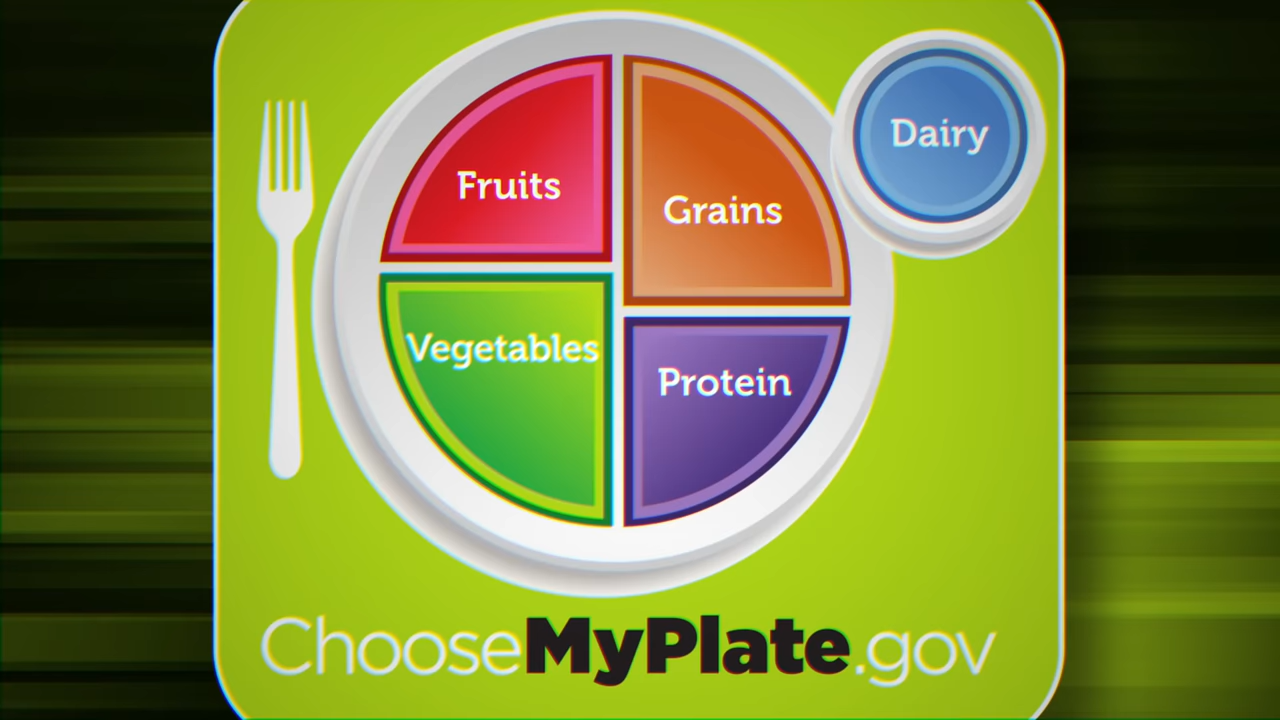 Dairy
Fruits
Grains
Vegetables
Protein
ChooseMyPlate.gov